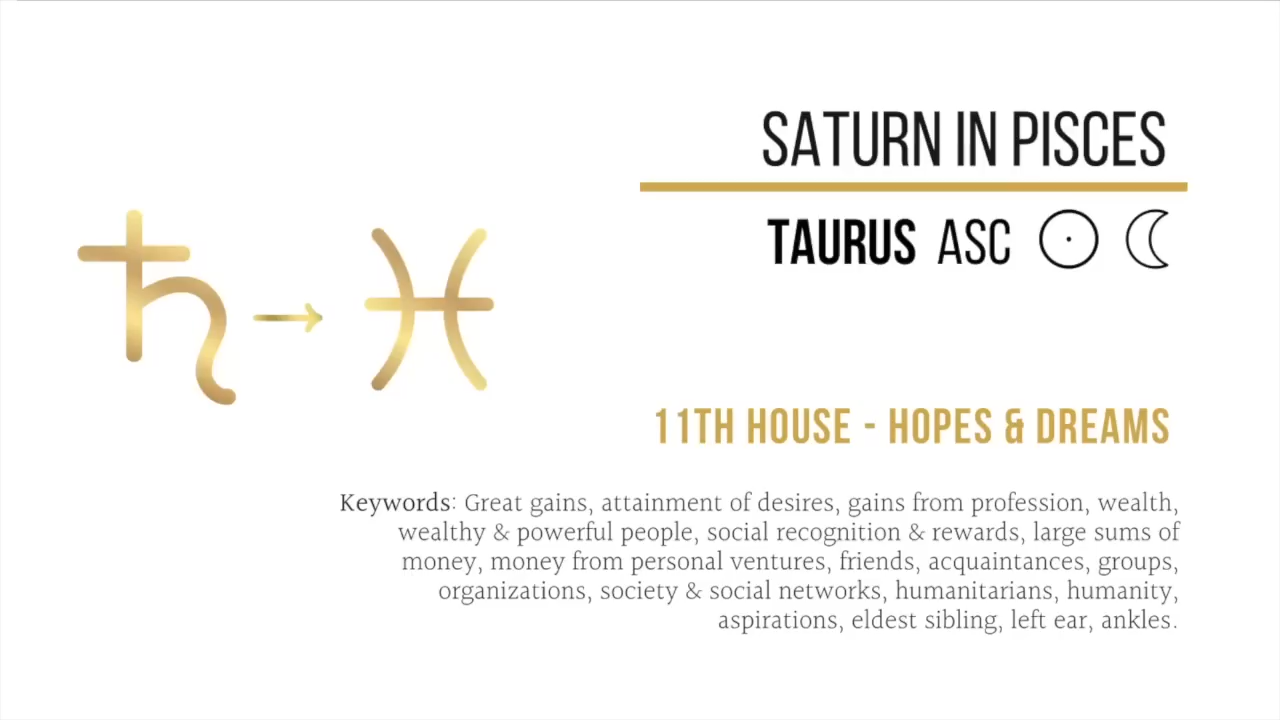 SATURN IN PISCES
TAURUS ASC
11TH HOUSE - HOPES & DREAMS
Keywords: Great gains, attainment of desires, gains from profession, wealth,
wealthy & powerful people, social recognition & rewards, large sums of
money, money from personal ventures, friends, acquaintances, groups,
organizations, society & social networks, humanitarians, humanity,
aspirations, eldest sibling, left ear, ankles.